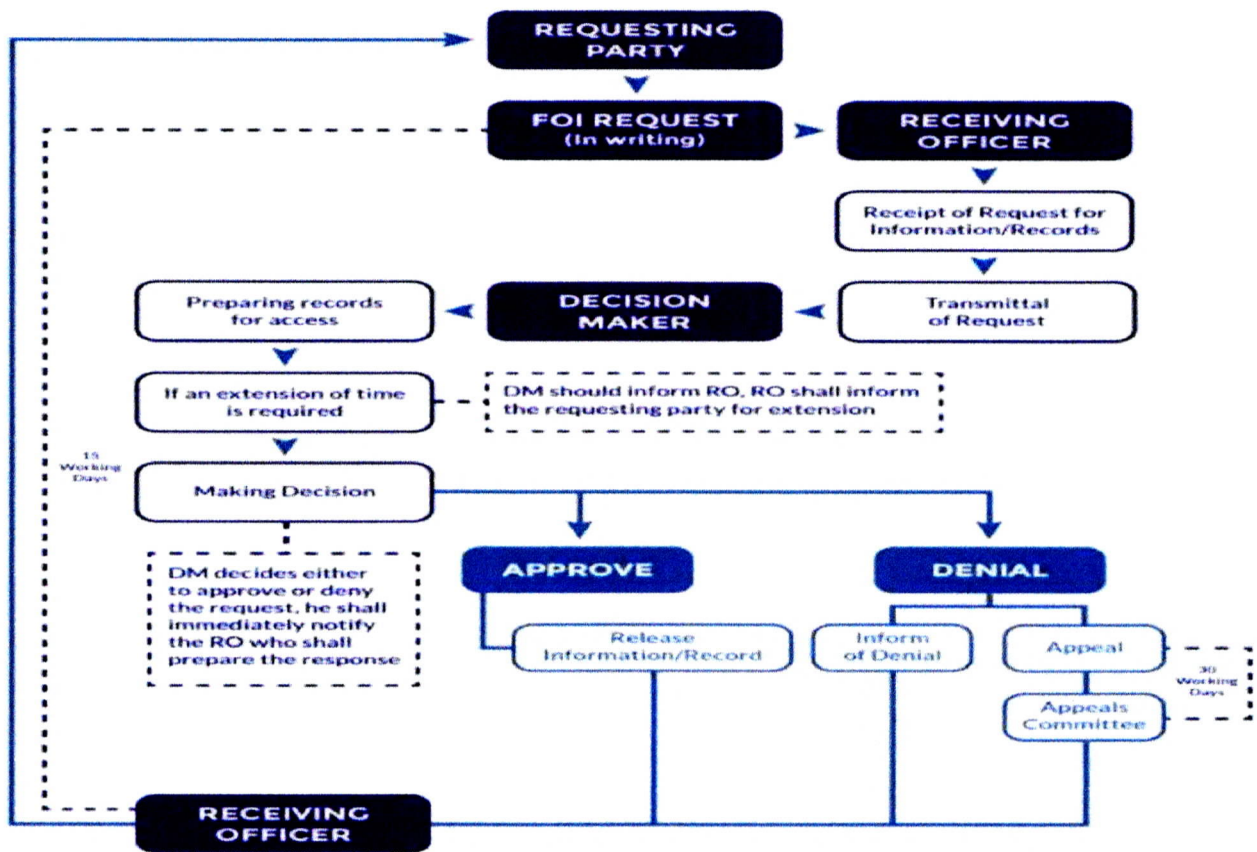 REQUESTING
PARTY
FOI REQUEST
(In writing)
RECEIVING
OFFICER
Receipt of Request for
Information/Records
Transmittal
of Request
DECISION
MAKER
Preparing records
for access
If an extension of time
is required
DM should inform RO, RO shall inform
the requesting party for extension
15
Working
Days
Making Decision
DM decides either
to approve or deny
the request, he shall
immediately notify
the RO who shall
prepare the response
APPROVE
DENIAL
Release
Information/Record
Inform
of Denial
Appeal
30
Working
Days
Appeals
Committee
RECEIVING
OFFICER